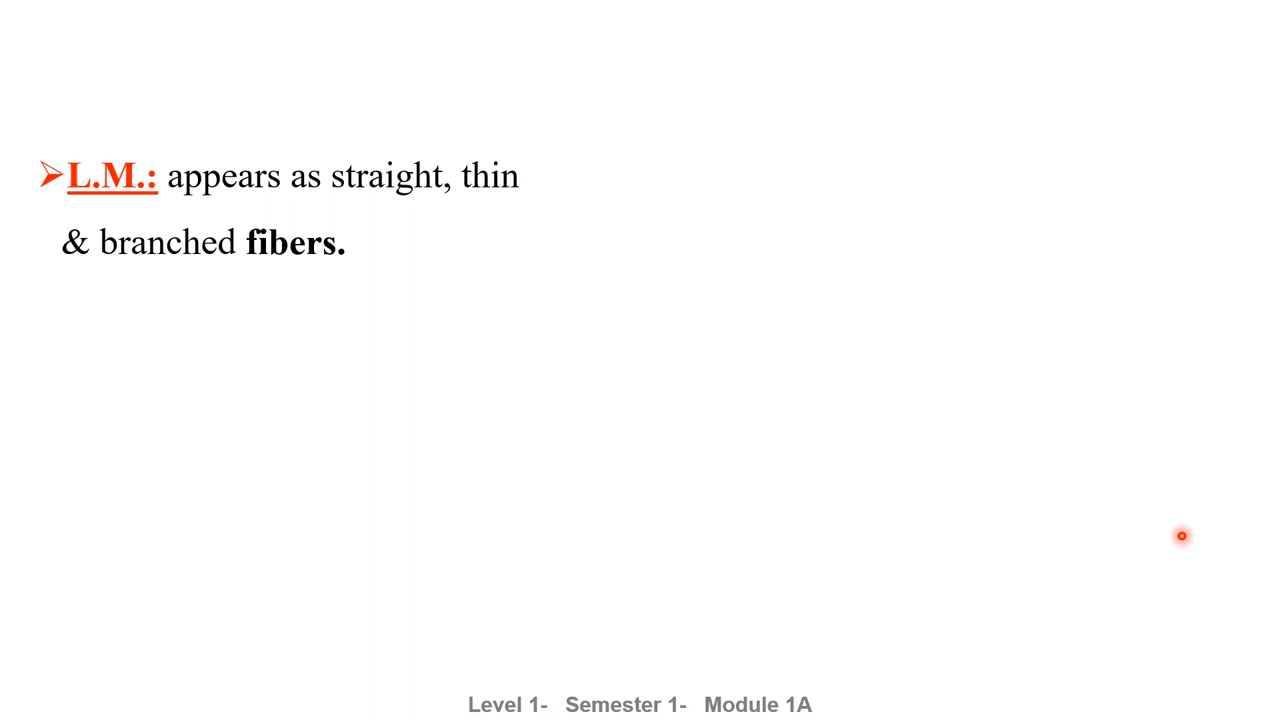 ➢L.M.: appears as straight, thin
& branched fibers.
Level 1- Semester 1- Module 1A